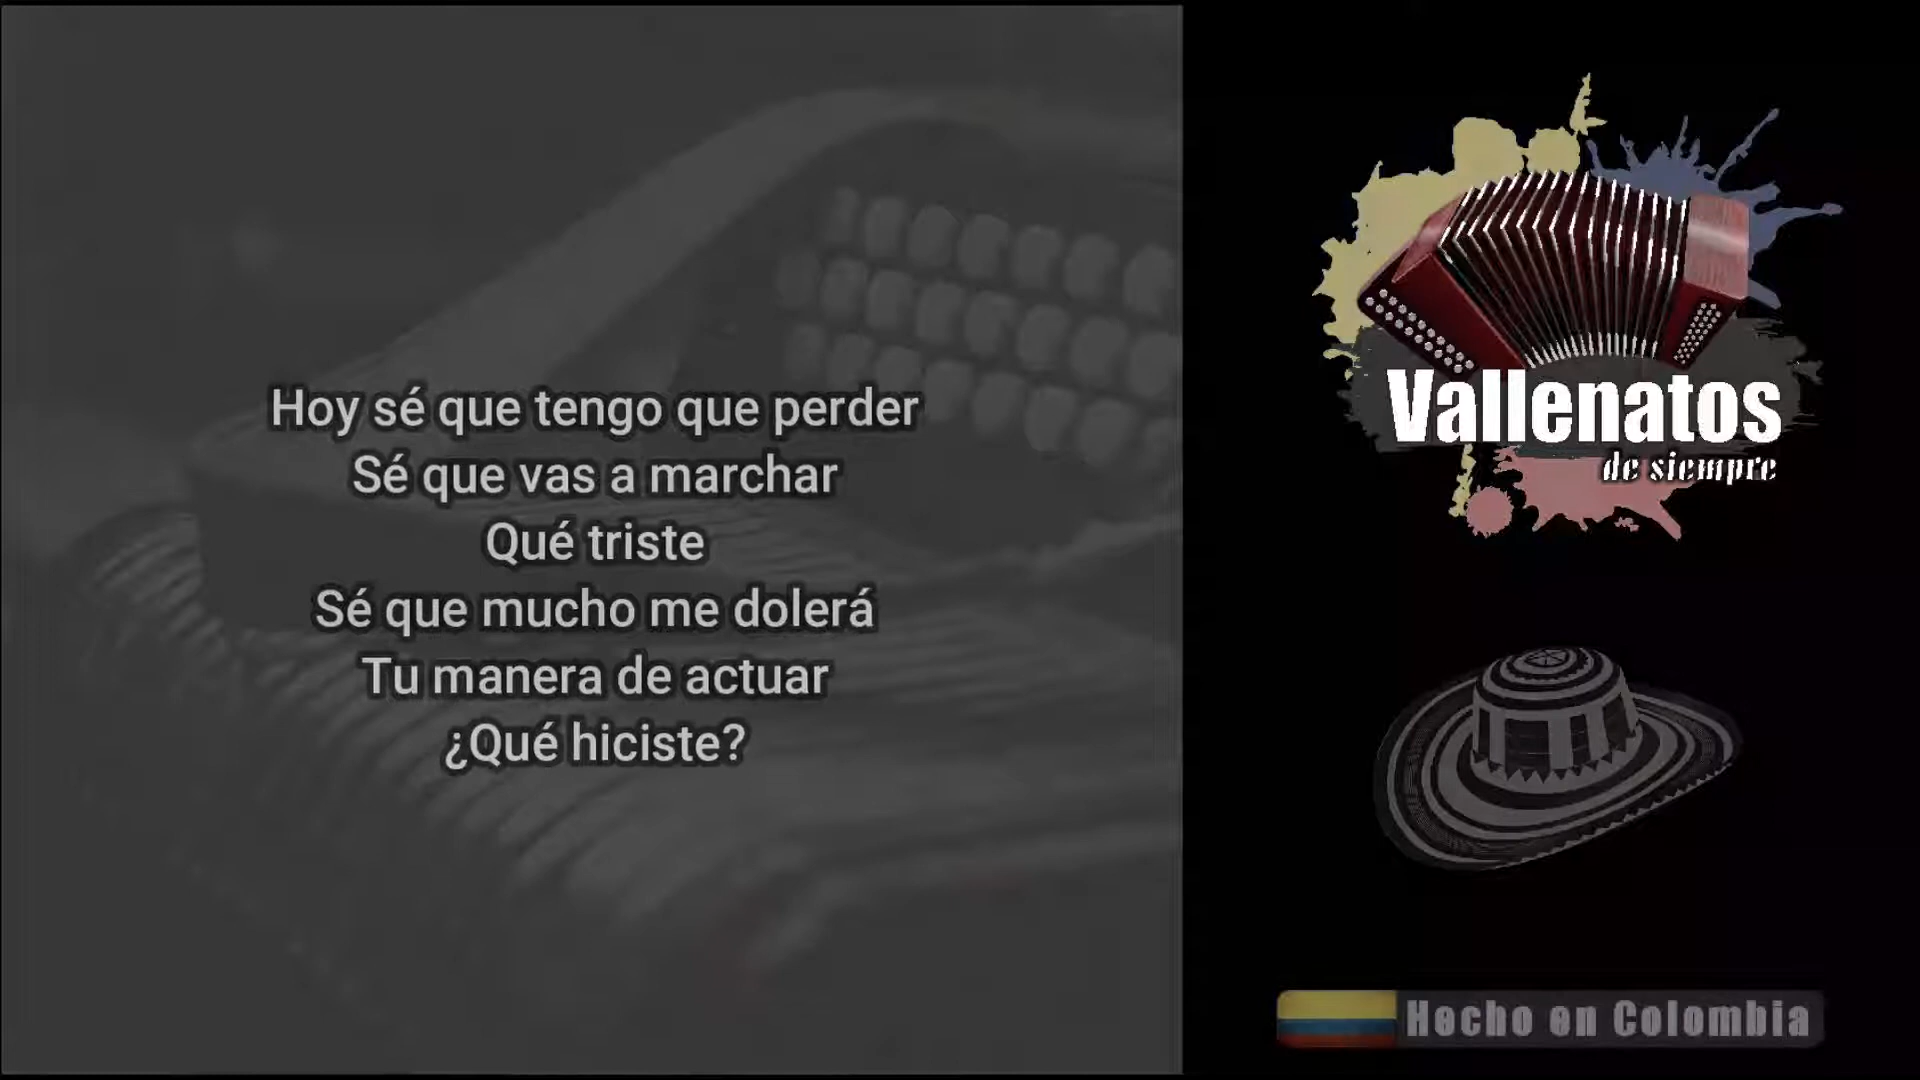 Hoy sé que tengo que perder
Sé que vas a marchar
Qué triste
Sé que mucho me dolerá
Tu manera de actuar
¿Qué hiciste?
Vallenatos
de siempre
Hecho en Colombia